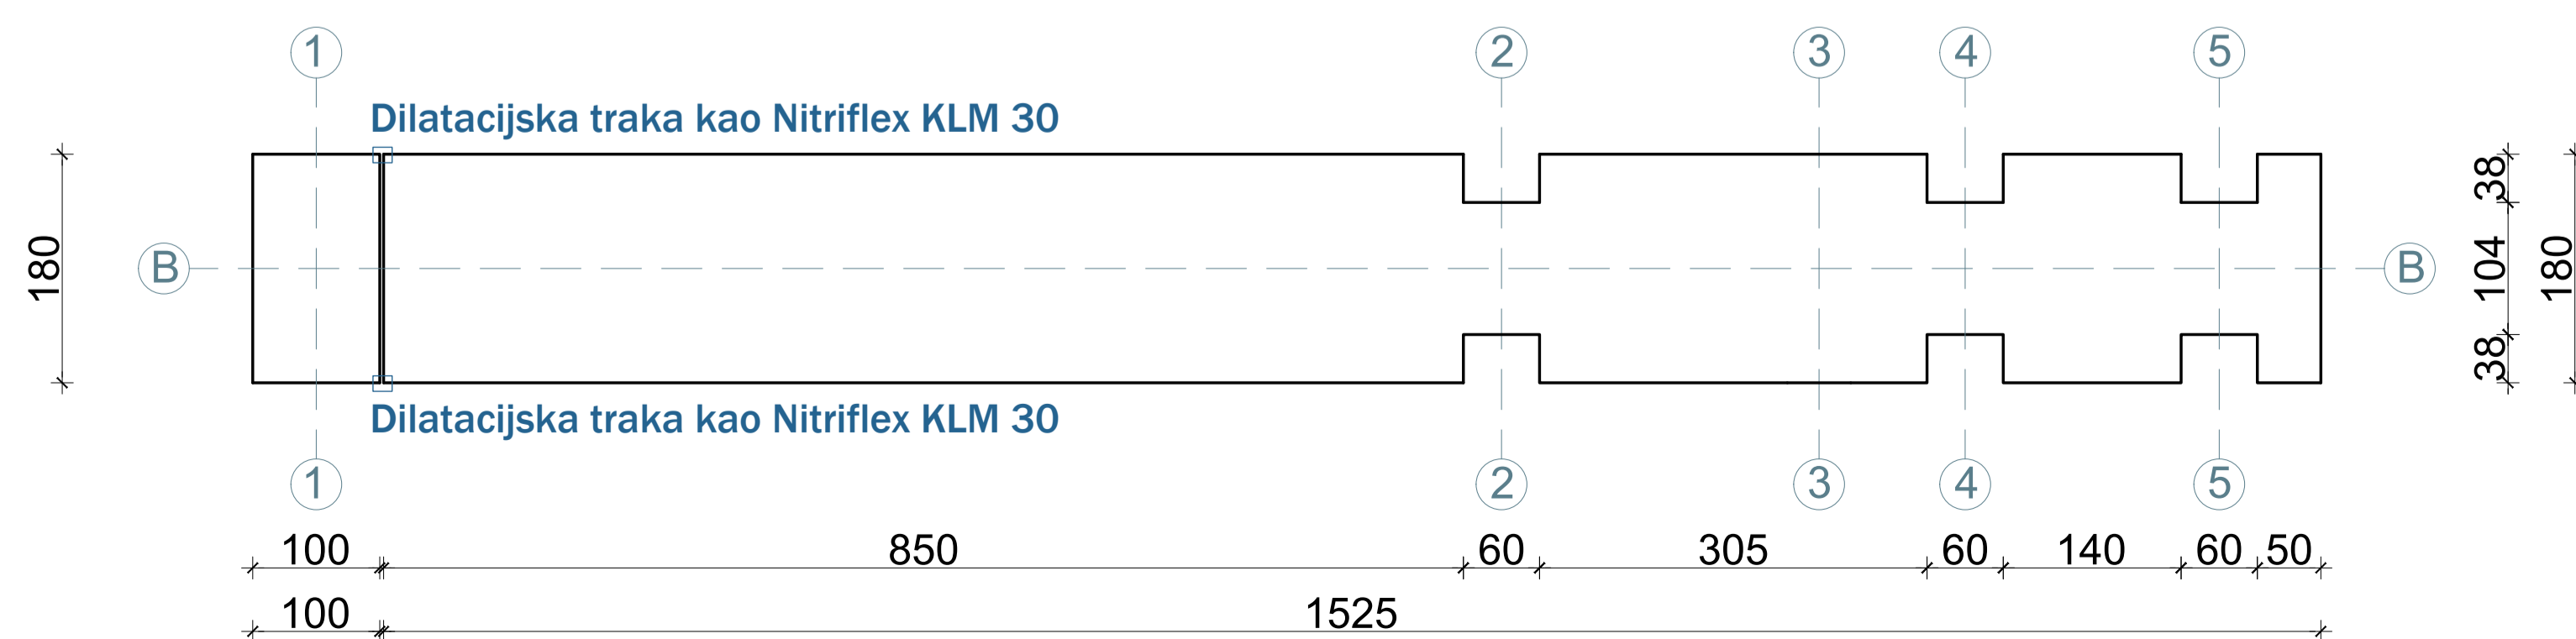 1 2 3 4 5
Dilatacijska traka kao Nitriflex KLM 30
180
B B
38
104
38
180
Dilatacijska traka kao Nitriflex KLM 30
1 2 3 4 5
100 850 60 305 60 140 60 50
100 1525